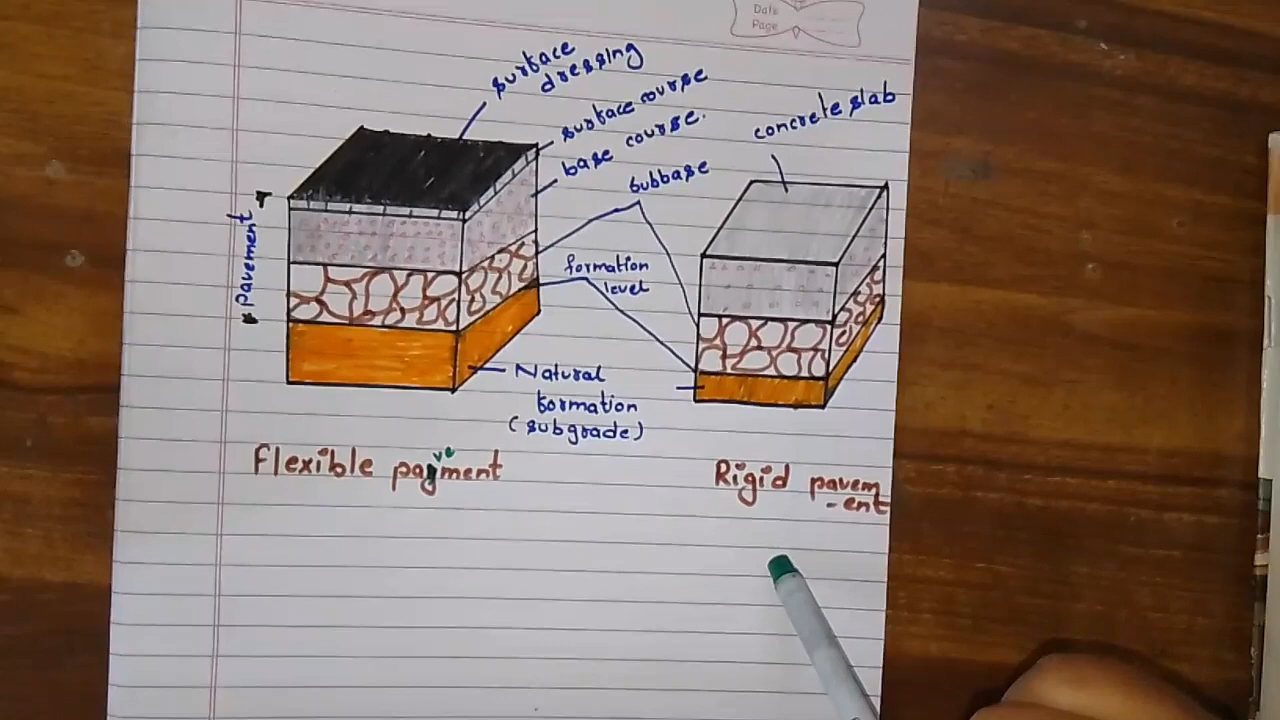 Date
Page
surface
dressing
surface course
base course.
subbase
concrete slab
pavement
formation
level
Natural
formation
(subgrade)
Flexible pavement
Rigid pavem
-ent